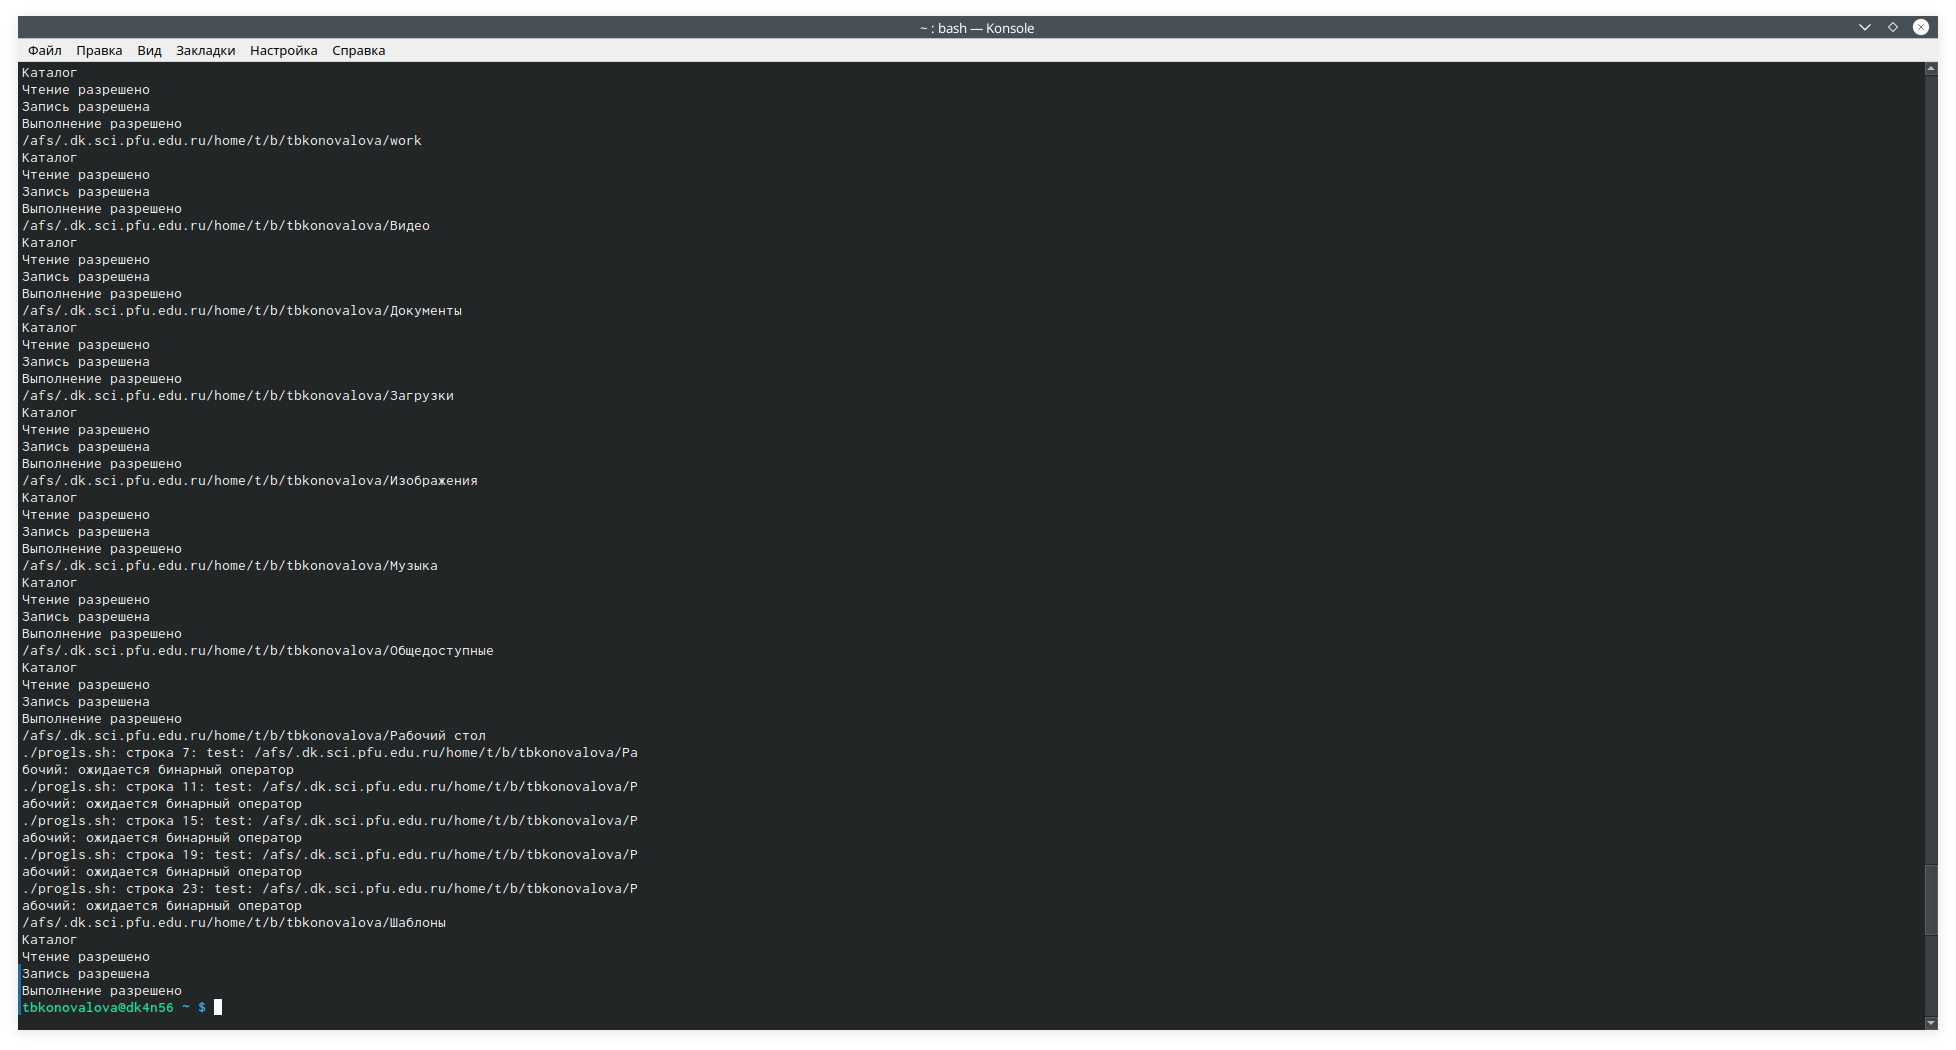 ~ : bash — Konsole
Файл Правка Вид Закладки Настройка Справка
Каталог
Чтение разрешено
Запись разрешена
Выполнение разрешено
/afs/.dk.sci.pfu.edu.ru/home/t/b/tbkonovalova/work
Каталог
Чтение разрешено
Запись разрешена
Выполнение разрешено
/afs/.dk.sci.pfu.edu.ru/home/t/b/tbkonovalova/Видео
Каталог
Чтение разрешено
Запись разрешена
Выполнение разрешено
/afs/.dk.sci.pfu.edu.ru/home/t/b/tbkonovalova/Документы
Каталог
Чтение разрешено
Запись разрешена
Выполнение разрешено
/afs/.dk.sci.pfu.edu.ru/home/t/b/tbkonovalova/Загрузки
Каталог
Чтение разрешено
Запись разрешена
Выполнение разрешено
/afs/.dk.sci.pfu.edu.ru/home/t/b/tbkonovalova/Изображения
Каталог
Чтение разрешено
Запись разрешена
Выполнение разрешено
/afs/.dk.sci.pfu.edu.ru/home/t/b/tbkonovalova/Музыка
Каталог
Чтение разрешено
Запись разрешена
Выполнение разрешено
/afs/.dk.sci.pfu.edu.ru/home/t/b/tbkonovalova/Общедоступные
Каталог
Чтение разрешено
Запись разрешена
Выполнение разрешено
/afs/.dk.sci.pfu.edu.ru/home/t/b/tbkonovalova/Рабочий стол
./progls.sh: строка 7: test: /afs/.dk.sci.pfu.edu.ru/home/t/b/tbkonovalova/Ра
бочий: ожидается бинарный оператор
./progls.sh: строка 11: test: /afs/.dk.sci.pfu.edu.ru/home/t/b/tbkonovalova/Р
абочий: ожидается бинарный оператор
./progls.sh: строка 15: test: /afs/.dk.sci.pfu.edu.ru/home/t/b/tbkonovalova/Р
абочий: ожидается бинарный оператор
./progls.sh: строка 19: test: /afs/.dk.sci.pfu.edu.ru/home/t/b/tbkonovalova/Р
абочий: ожидается бинарный оператор
./progls.sh: строка 23: test: /afs/.dk.sci.pfu.edu.ru/home/t/b/tbkonovalova/Р
абочий: ожидается бинарный оператор
/afs/.dk.sci.pfu.edu.ru/home/t/b/tbkonovalova/Шаблоны
Каталог
Чтение разрешено
Запись разрешена
Выполнение разрешено
tbkonovalova@dk4n56 ~ $